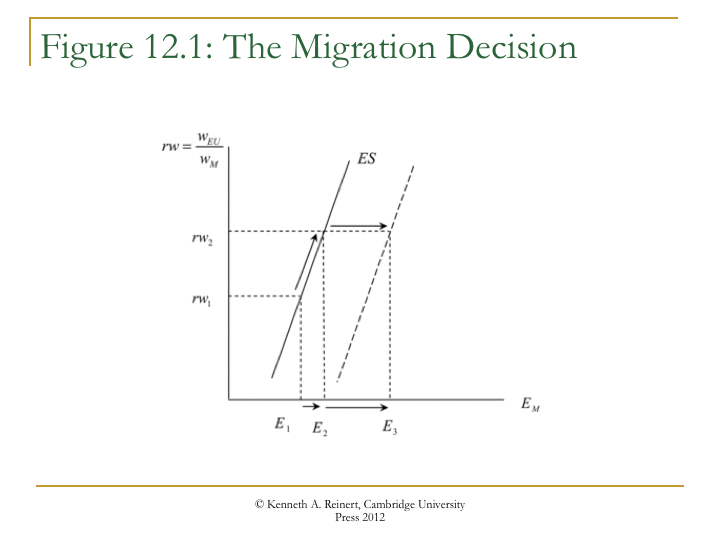 Figure 12.1: The Migration Decision
rw = w_EU / w_M
ES
rw₂
rw₁
E_M
E₁ E₂ E₃
© Kenneth A. Reinert, Cambridge University
Press 2012